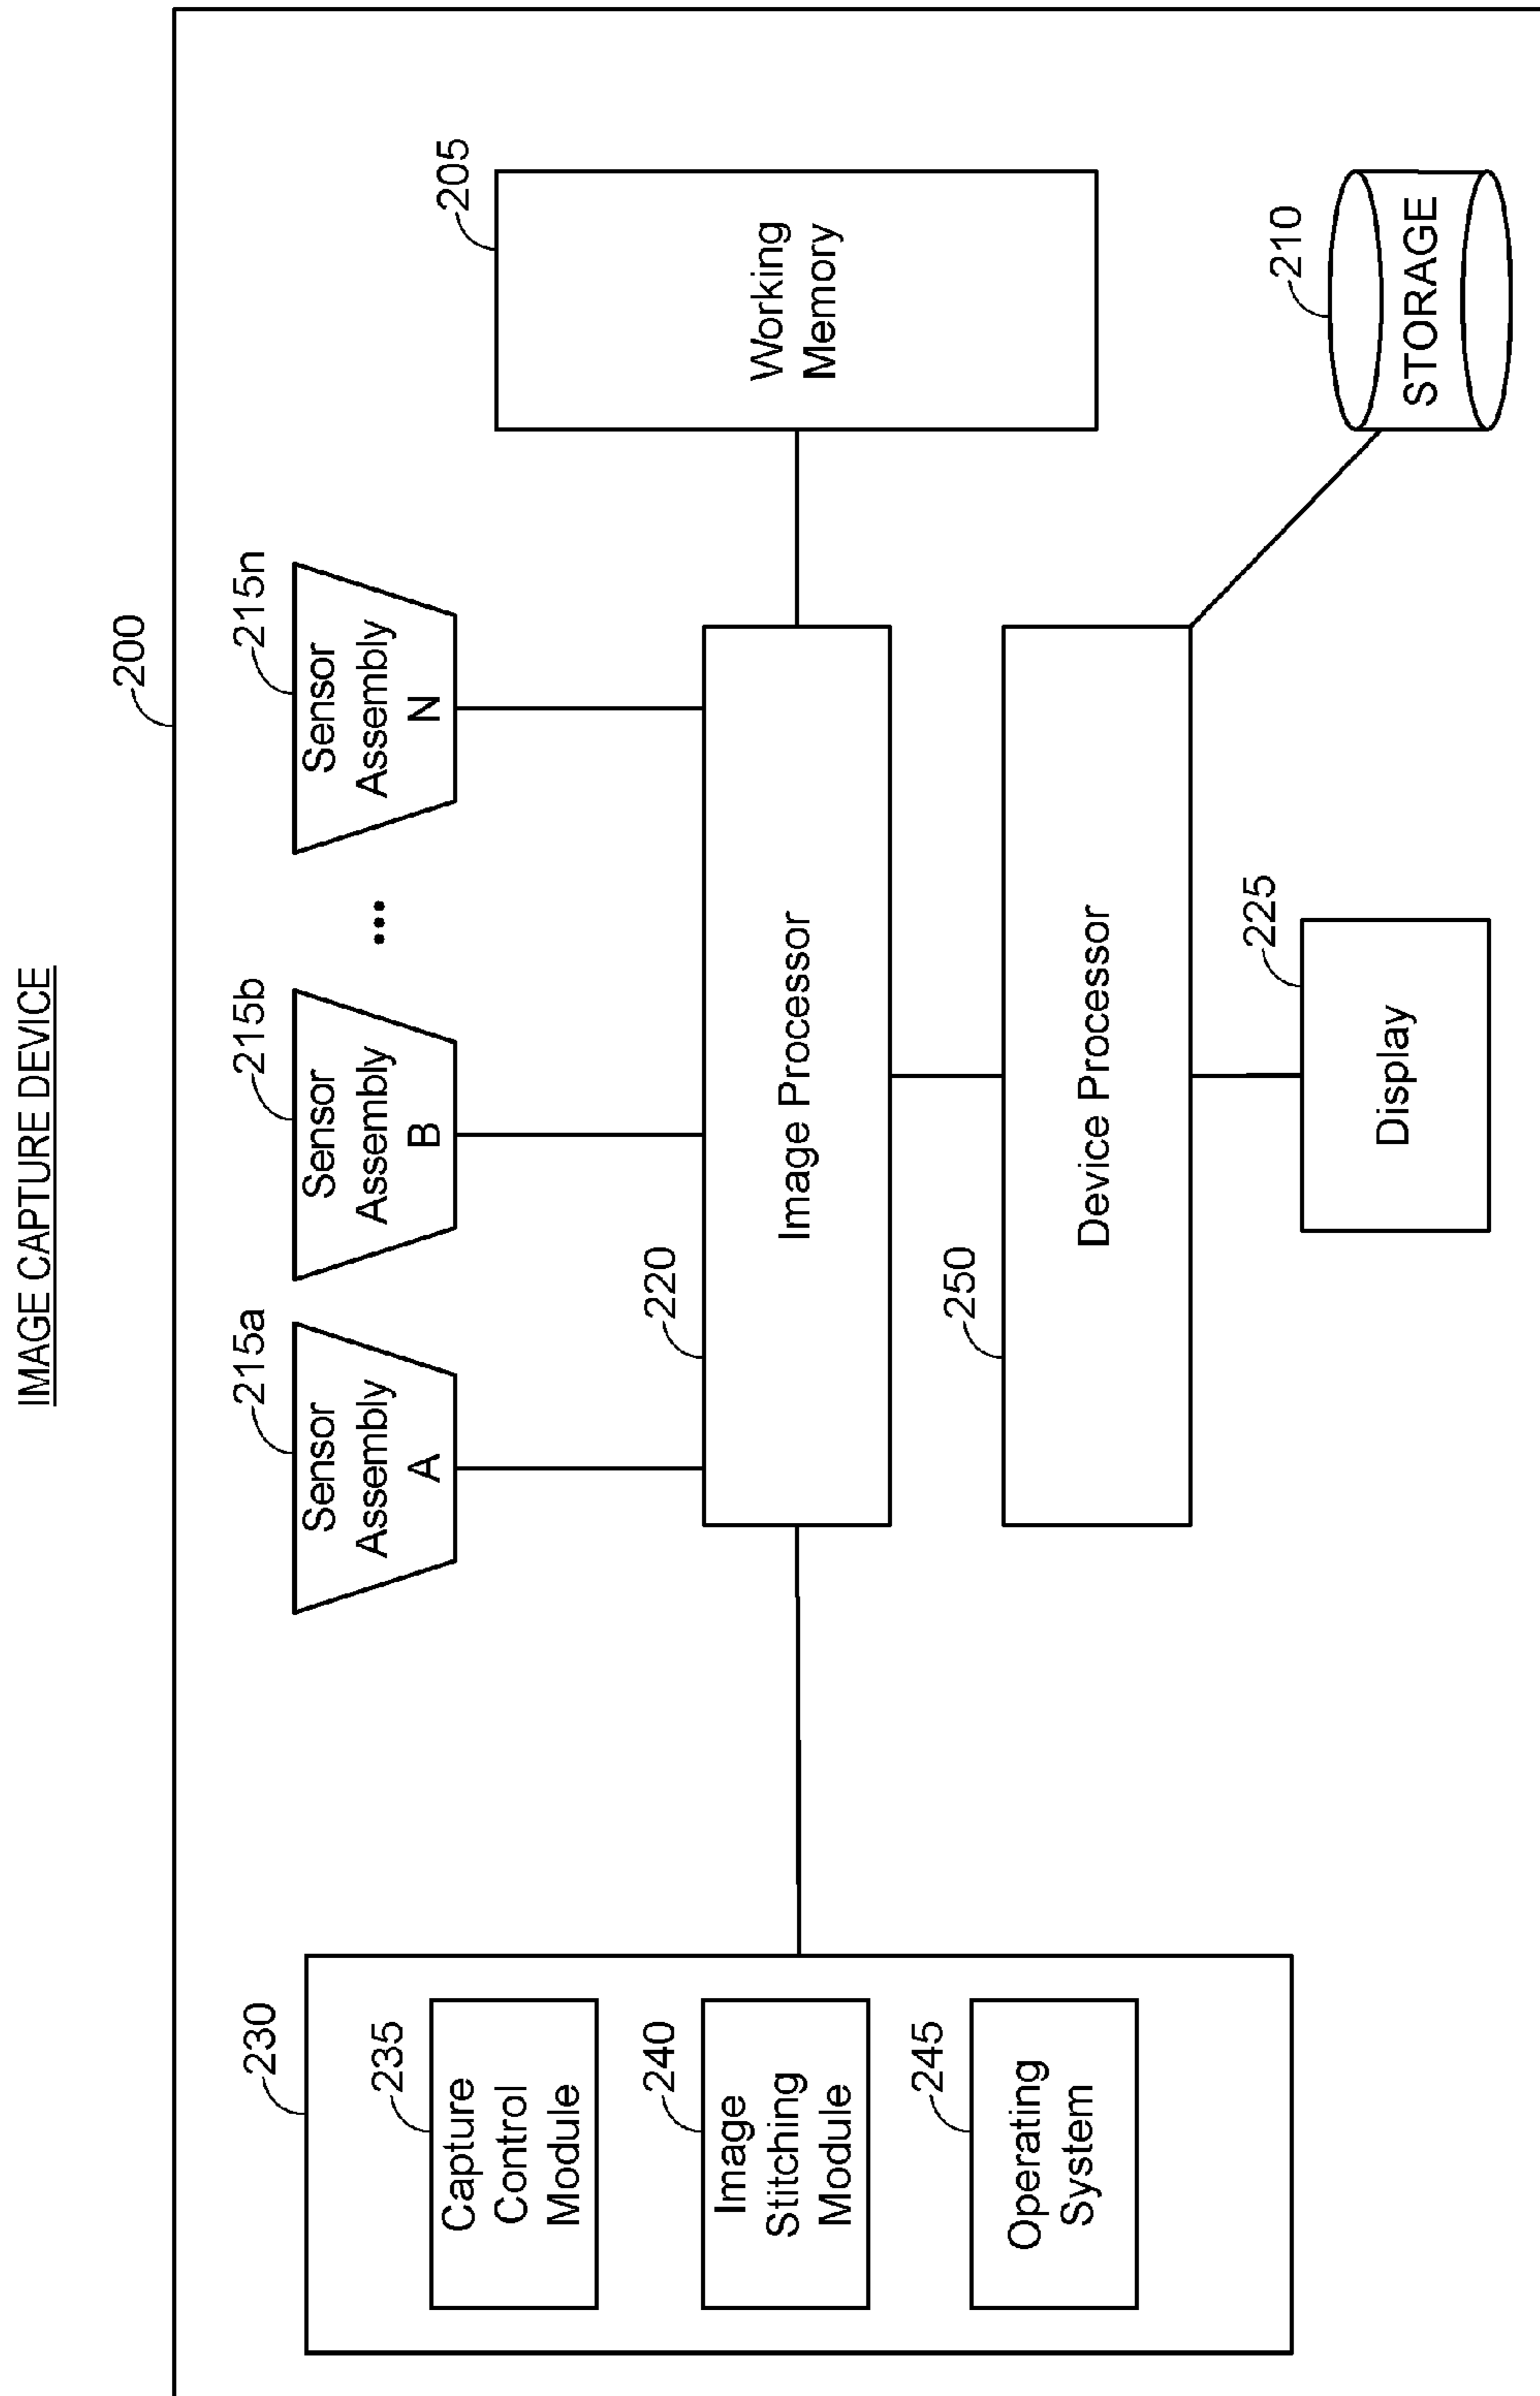 IMAGE CAPTURE DEVICE
200
215a
Sensor
Assembly
A
215b
Sensor
Assembly
B
...
215n
Sensor
Assembly
N
230
235
Capture
Control
Module
240
Image
Stitching
Module
245
Operating
System
220
Image Processor
205
Working
Memory
250
Device Processor
225
Display
210
STORAGE